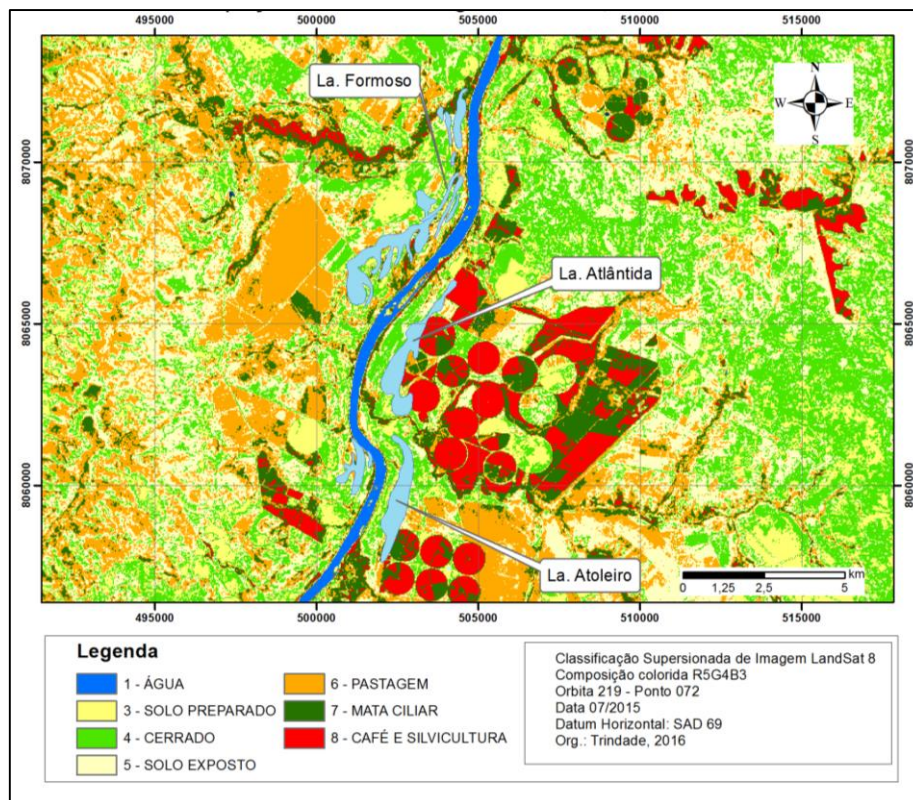 495000 500000 505000 510000 515000
N
W E
S
La. Formoso
8070000 8070000
La. Atlântida
8065000 8065000
8060000 8060000
La. Atoleiro
km
0 1,25 2,5 5
495000 500000 505000 510000 515000
Legenda
1 - ÁGUA
3 - SOLO PREPARADO
4 - CERRADO
5 - SOLO EXPOSTO
6 - PASTAGEM
7 - MATA CILIAR
8 - CAFÉ E SILVICULTURA
Classificação Supersionada de Imagem LandSat 8
Composição colorida R5G4B3
Orbita 219 - Ponto 072
Data 07/2015
Datum Horizontal: SAD 69
Org.: Trindade, 2016